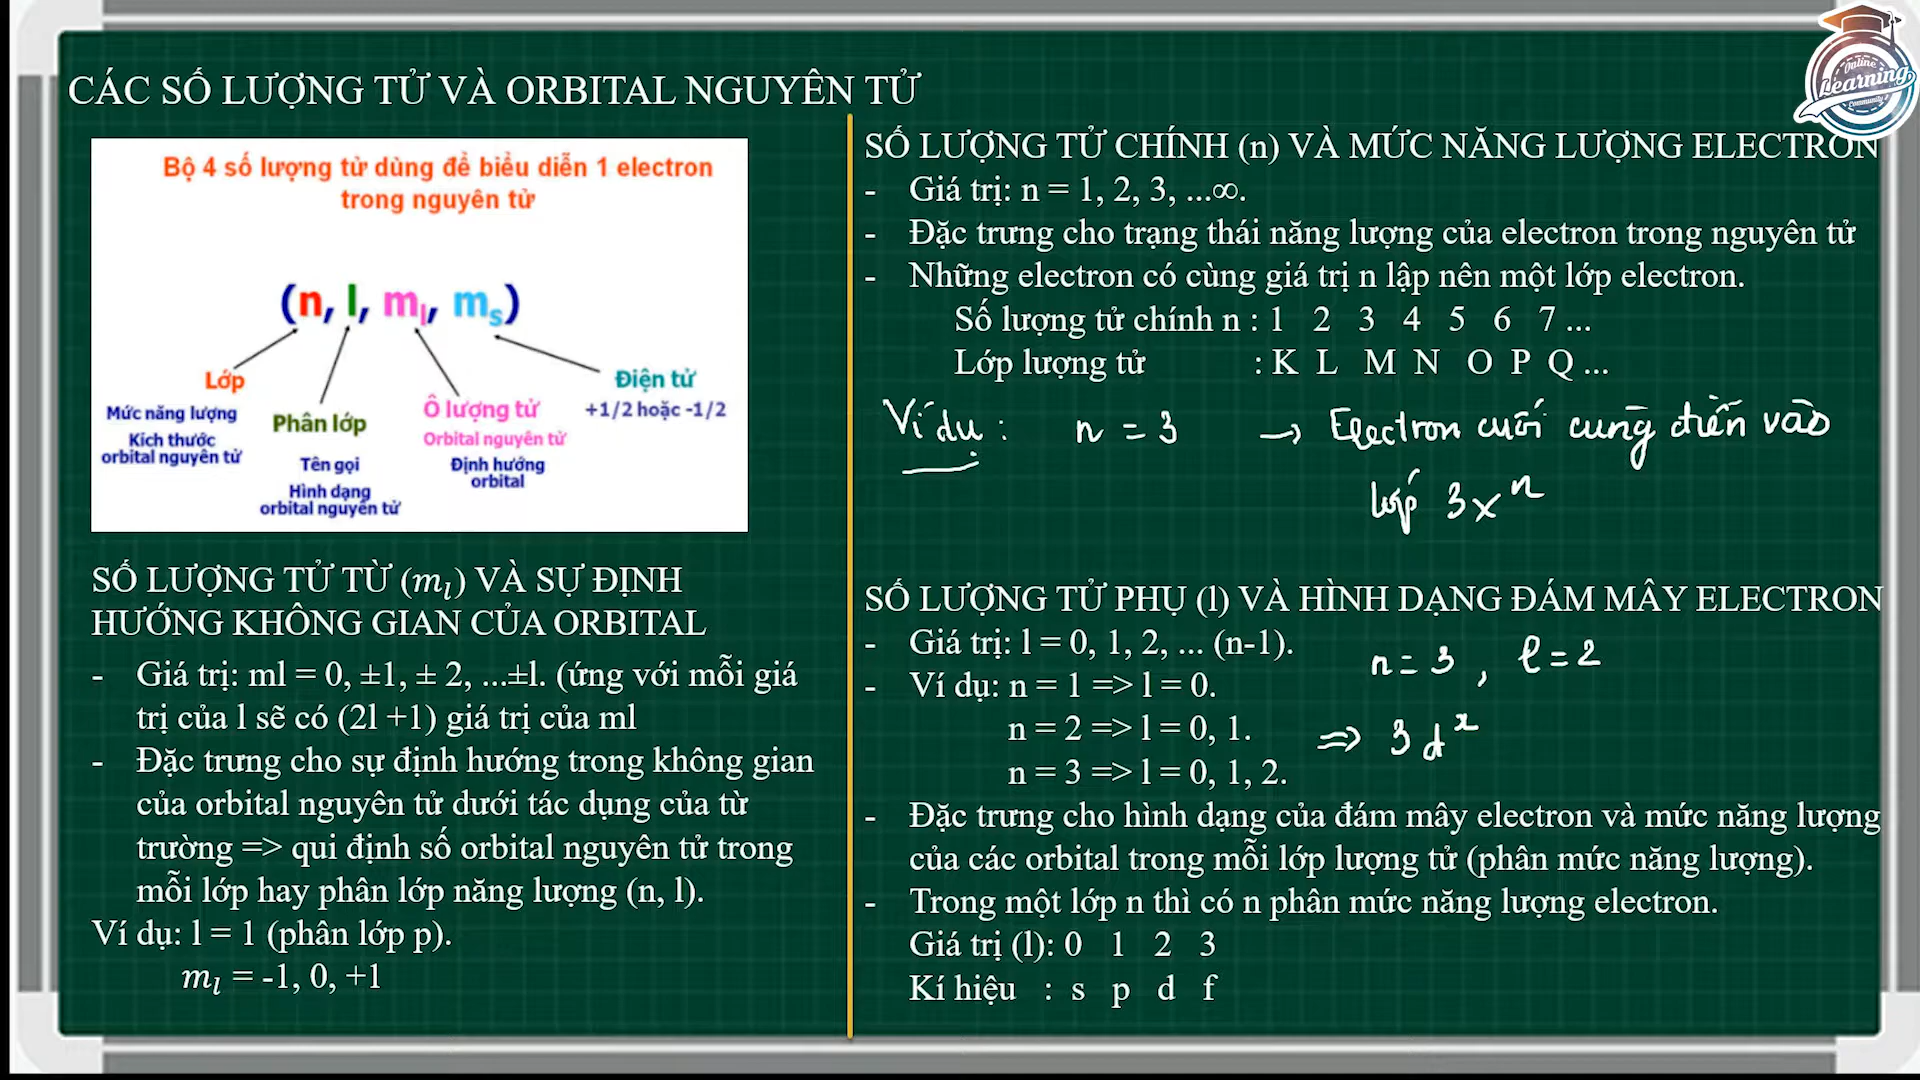 CÁC SỐ LƯỢNG TỬ VÀ ORBITAL NGUYÊN TỬ
Bộ 4 số lượng tử dùng để biểu diễn 1 electron
trong nguyên tử
(n, l, mₗ, mₛ)
Lớp
Mức năng lượng
Kích thước
orbital nguyên tử
Phân lớp
Tên gọi
Hình dạng
orbital nguyên tử
Ô lượng tử
Orbital nguyên tử
Định hướng
orbital
Điện tử
+1/2 hoặc -1/2
SỐ LƯỢNG TỬ TỪ (mₗ) VÀ SỰ ĐỊNH
HƯỚNG KHÔNG GIAN CỦA ORBITAL
- Giá trị: ml = 0, ±1, ± 2, ...±l. (ứng với mỗi giá
trị của l sẽ có (2l +1) giá trị của ml
- Đặc trưng cho sự định hướng trong không gian
của orbital nguyên tử dưới tác dụng của từ
trường => qui định số orbital nguyên tử trong
mỗi lớp hay phân lớp năng lượng (n, l).
Ví dụ: l = 1 (phân lớp p).
mₗ = -1, 0, +1
SỐ LƯỢNG TỬ CHÍNH (n) VÀ MỨC NĂNG LƯỢNG ELECTRON
- Giá trị: n = 1, 2, 3, ...∞.
- Đặc trưng cho trạng thái năng lượng của electron trong nguyên tử
- Những electron có cùng giá trị n lập nên một lớp electron.
Số lượng tử chính n : 1 2 3 4 5 6 7 ...
Lớp lượng tử : K L M N O P Q ...
Ví dụ : n = 3 → Electron cuối cùng điền vào
lớp 3xⁿ
SỐ LƯỢNG TỬ PHỤ (l) VÀ HÌNH DẠNG ĐÁM MÂY ELECTRON
- Giá trị: l = 0, 1, 2, ... (n-1).
n = 3 , l = 2
- Ví dụ: n = 1 => l = 0.
n = 2 => l = 0, 1.
=> 3dˣ
n = 3 => l = 0, 1, 2.
- Đặc trưng cho hình dạng của đám mây electron và mức năng lượng
của các orbital trong mỗi lớp lượng tử (phân mức năng lượng).
- Trong một lớp n thì có n phân mức năng lượng electron.
Giá trị (l): 0 1 2 3
Kí hiệu : s p d f
Online
Learning
Community